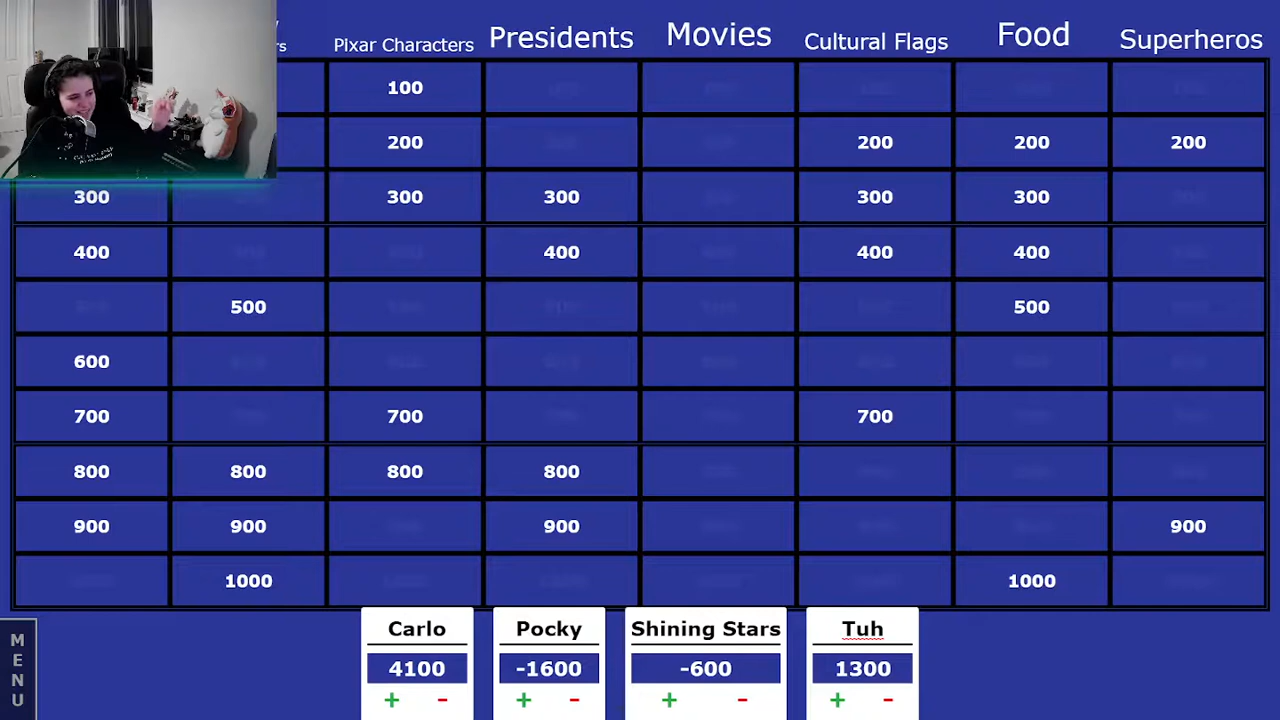 Pixar Characters Presidents Movies Cultural Flags Food Superheros
100
200 200 200 200
300 300 300 300 300
400 400 400 400
500 500
600
700 700 700
800 800 800 800
900 900 900 900
1000 1000
MENU
Carlo Pocky Shining Stars Tuh
4100 -1600 -600 1300
+ - + - + - + -